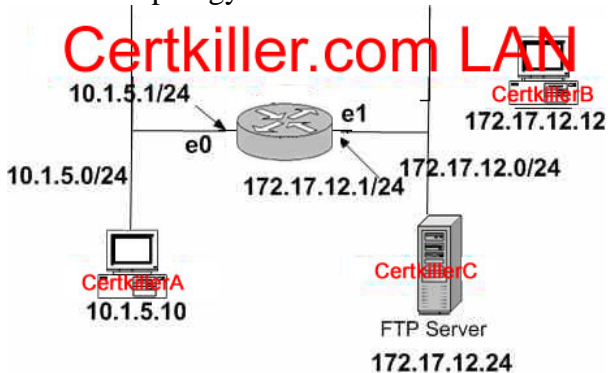 Certkiller.com LAN
10.1.5.1/24
e0
e1
CertkillerB
172.17.12.12
10.1.5.0/24
172.17.12.1/24
172.17.12.0/24
CertkillerA
10.1.5.10
CertkillerC
FTP Server
172.17.12.24